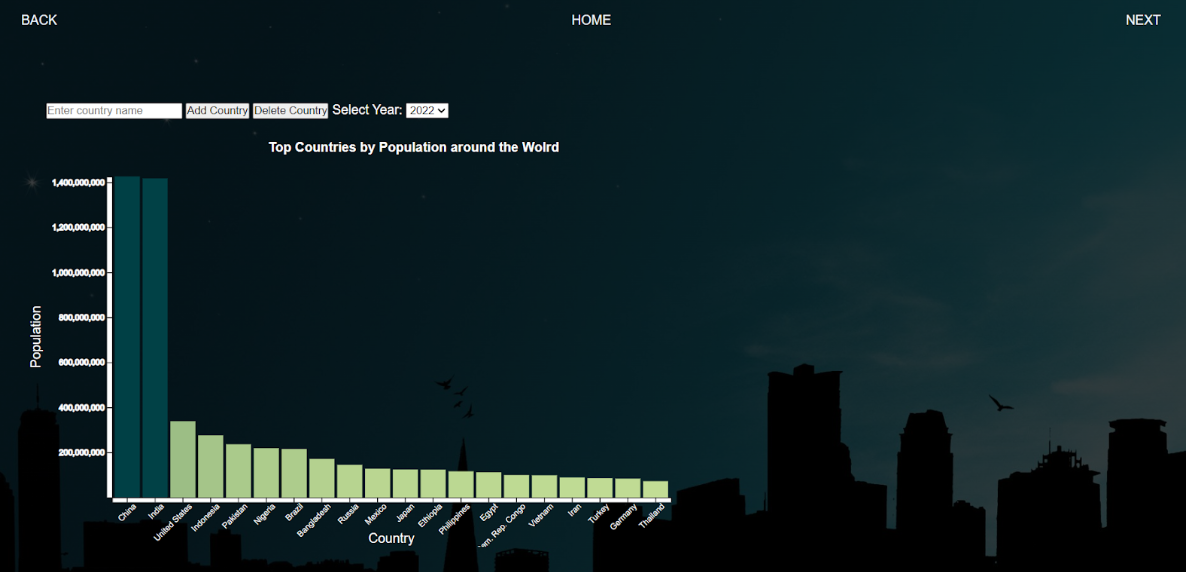 BACK HOME NEXT
Enter country name Add Country Delete Country Select Year: 2022
Top Countries by Population around the Wolrd
1,400,000,000
1,200,000,000
1,000,000,000
800,000,000
600,000,000
400,000,000
200,000,000
Population
China
India
United States
Indonesia
Pakistan
Nigeria
Brazil
Bangladesh
Russia
Mexico
Japan
Ethiopia
Philippines
Egypt
Rep. Congo
Vietnam
Iran
Turkey
Germany
Thailand
Country